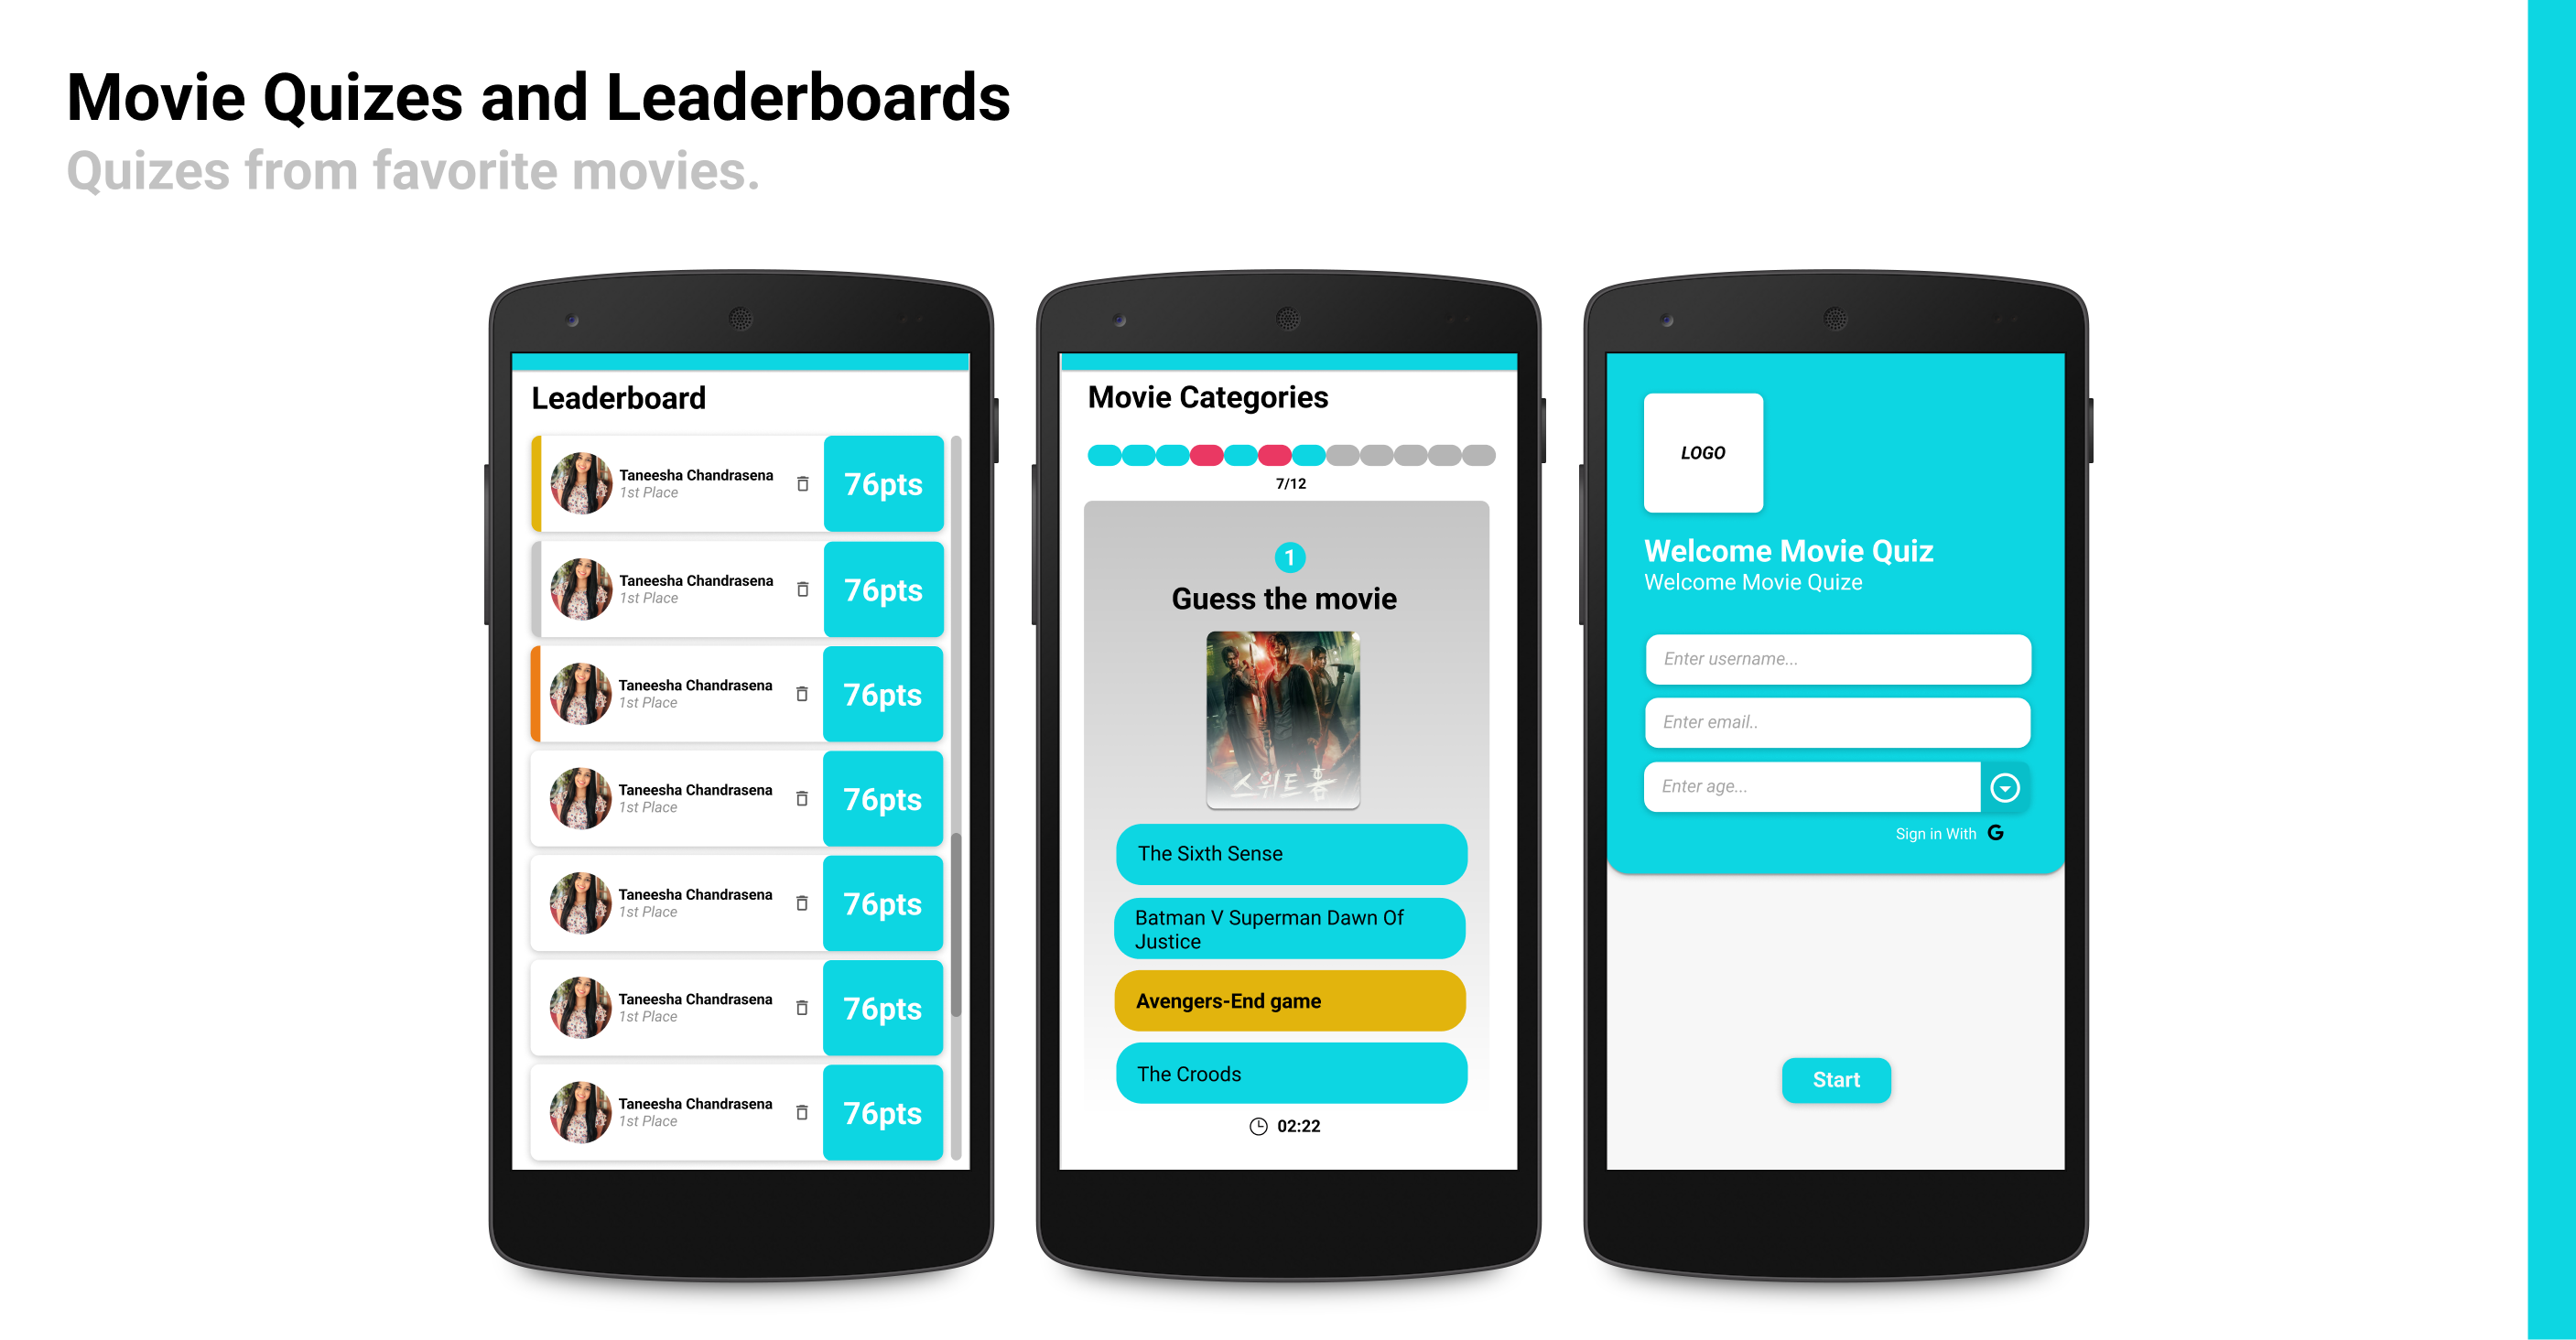 Movie Quizes and Leaderboards
Quizes from favorite movies.
Leaderboard
Taneesha Chandrasena
1st Place
76pts
Taneesha Chandrasena
1st Place
76pts
Taneesha Chandrasena
1st Place
76pts
Taneesha Chandrasena
1st Place
76pts
Taneesha Chandrasena
1st Place
76pts
Taneesha Chandrasena
1st Place
76pts
Taneesha Chandrasena
1st Place
76pts
Movie Categories
7/12
1
Guess the movie
스위트홈
The Sixth Sense
Batman V Superman Dawn Of
Justice
Avengers-End game
The Croods
02:22
LOGO
Welcome Movie Quiz
Welcome Movie Quize
Enter username...
Enter email..
Enter age...
Sign in With G
Start